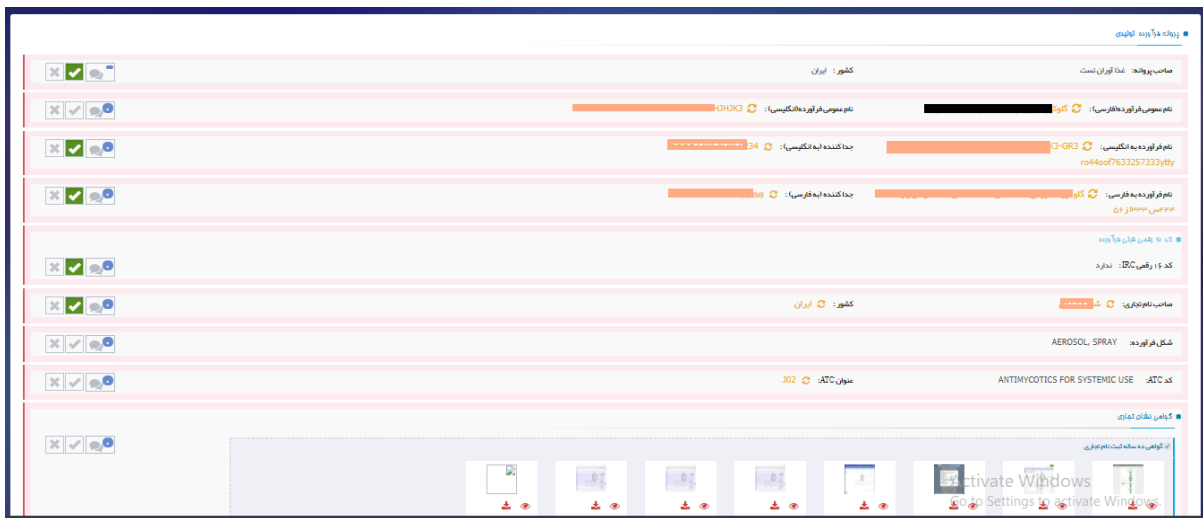 پروانه فرآورده تولیدی
صاحب پروانه: غذا آوران تست کشور : ایران
نام عمومی فرآورده(فارسی) : نام عمومی فرآورده(انگلیسی) : HJHJK3
نام فرآورده به انگلیسی: C3-GR3 جدا کننده (به انگلیسی) : 34
ro44oof7633257333ytty
نام فرآورده به فارسی: جدا کننده (به فارسی) :
کد ۱۶ رقمی قبلی فرآورده
کد ۱۶ رقمی IRC: ندارد
صاحب نام تجاری: کشور : ایران
شکل فرآورده: AEROSOL, SPRAY
کد ATC: ANTIMYCOTICS FOR SYSTEMIC USE عنوان ATC: J02
گواهی نشان تجاری
گواهی ده ساله ثبت نام تجاری
Activate Windows
Go to Settings to activate Windows.